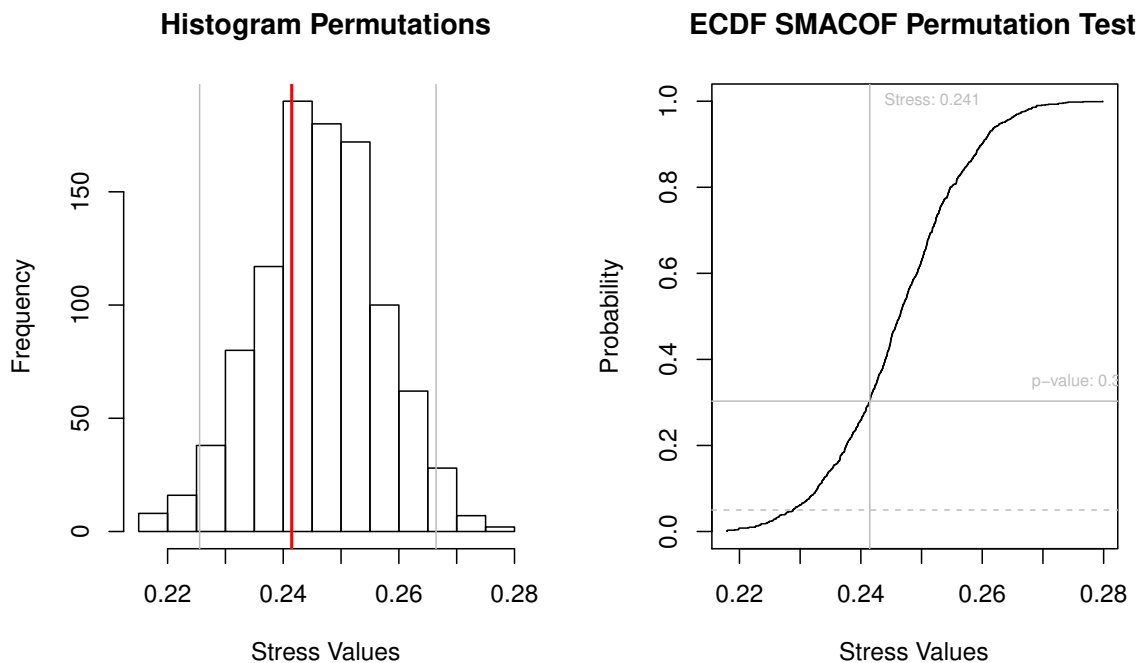 Histogram Permutations
Frequency
150
100
50
0
0.22 0.24 0.26 0.28
Stress Values
ECDF SMACOF Permutation Test
Probability
1.0
0.8
0.6
0.4
0.2
0.0
Stress: 0.241
p−value: 0.3
0.22 0.24 0.26 0.28
Stress Values